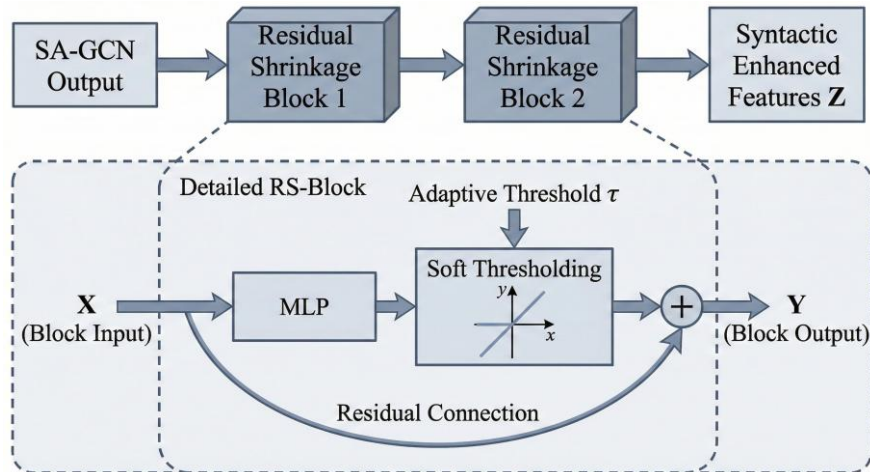 SA-GCN
Output
Residual
Shrinkage
Block 1
Residual
Shrinkage
Block 2
Syntactic
Enhanced
Features Z
Detailed RS-Block
Adaptive Threshold τ
Soft Thresholding
y
x
MLP
X
(Block Input)
+
Y
(Block Output)
Residual Connection